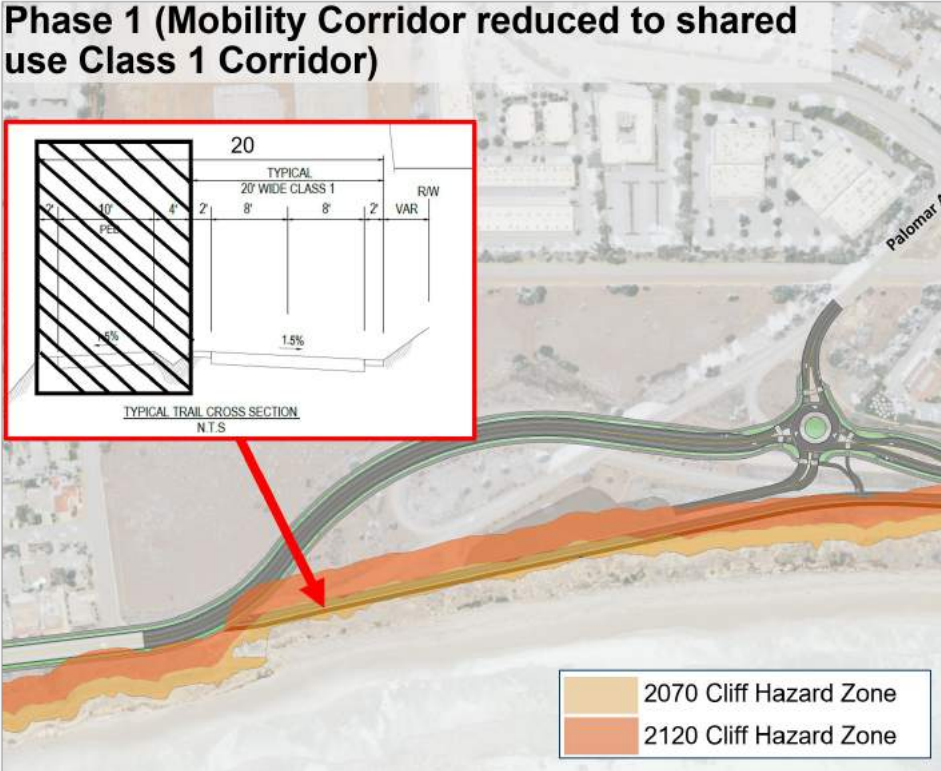 Phase 1 (Mobility Corridor reduced to shared
use Class 1 Corridor)
20
TYPICAL
20' WIDE CLASS 1
R/W
2' 10' 4' 2' 8' 8' 2' VAR
PED
1.5% 1.5%
TYPICAL TRAIL CROSS SECTION
N.T.S
Palomar A
2070 Cliff Hazard Zone
2120 Cliff Hazard Zone